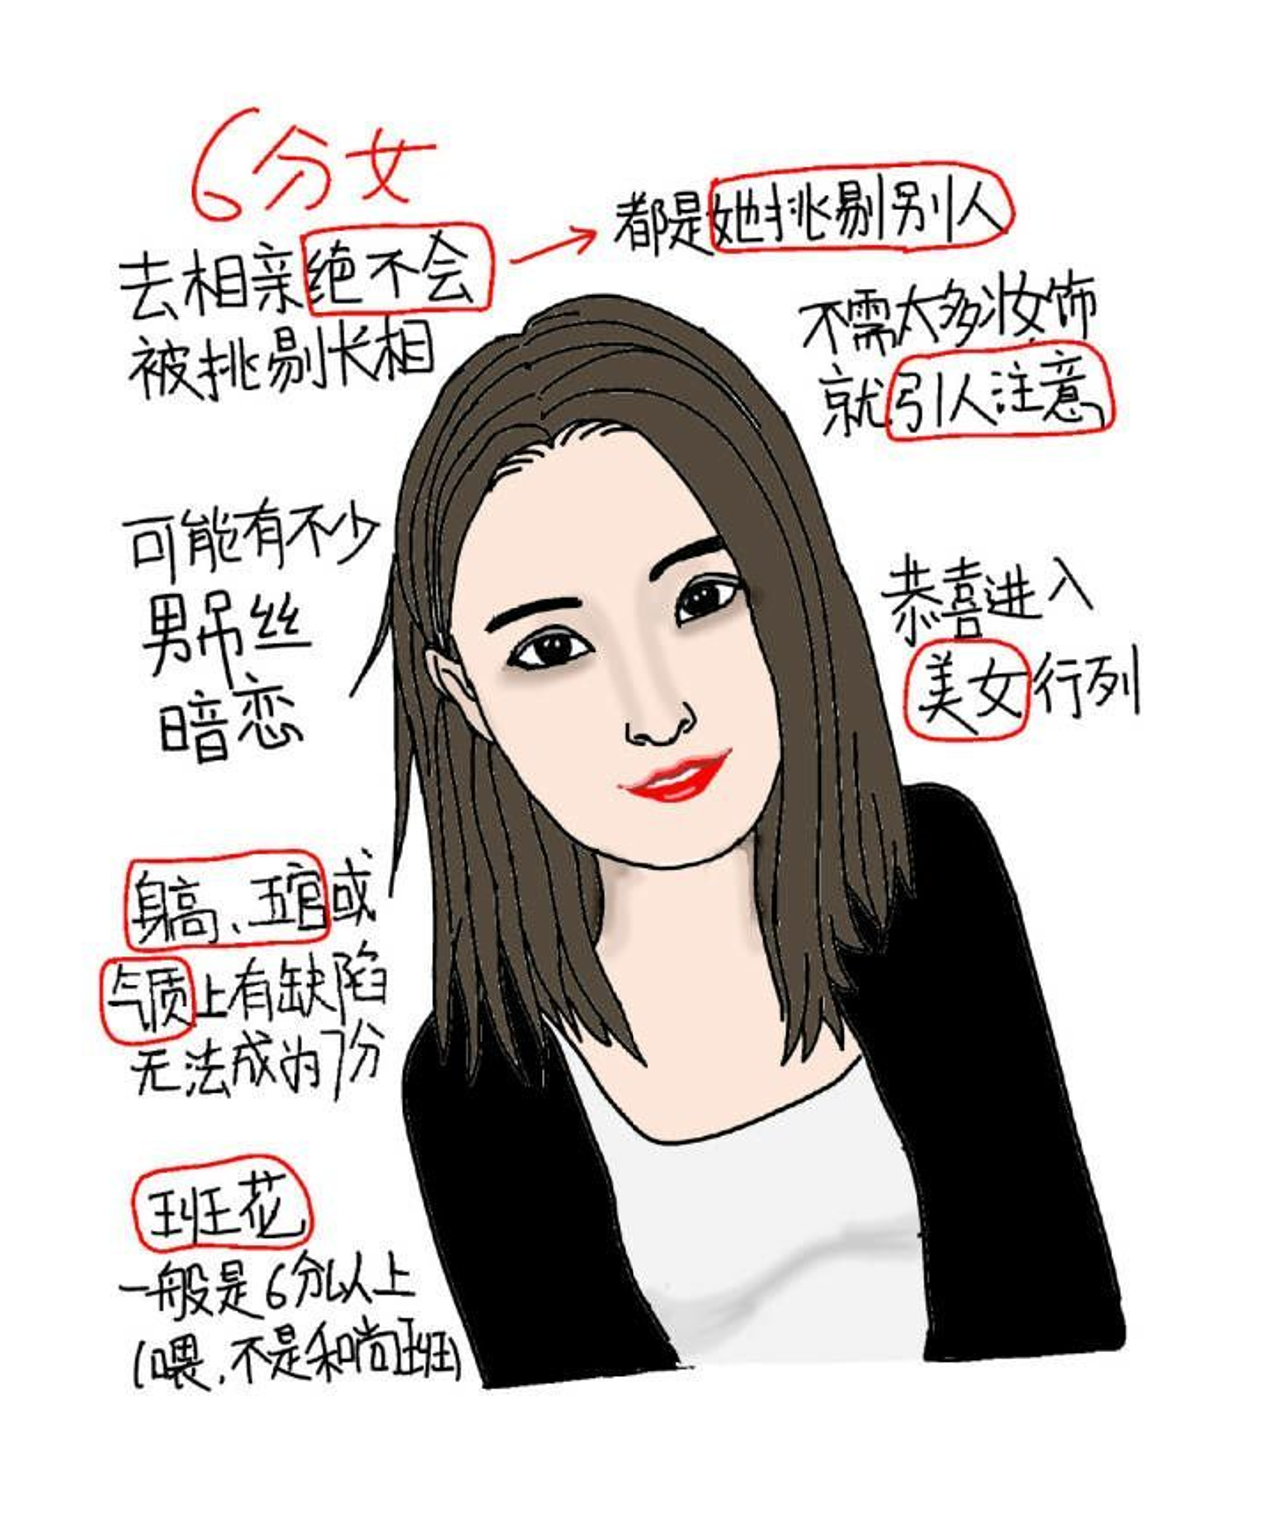 6分女
去相亲绝不会
被挑剔长相
都是她挑剔别人
不需太多妆饰
就引人注意
可能有不少
男吊丝
暗恋
恭喜进入
美女行列
身高、五官或
气质上有缺陷
无法成为7分
班花
一般是6分以上
(喂,不是和尚班)